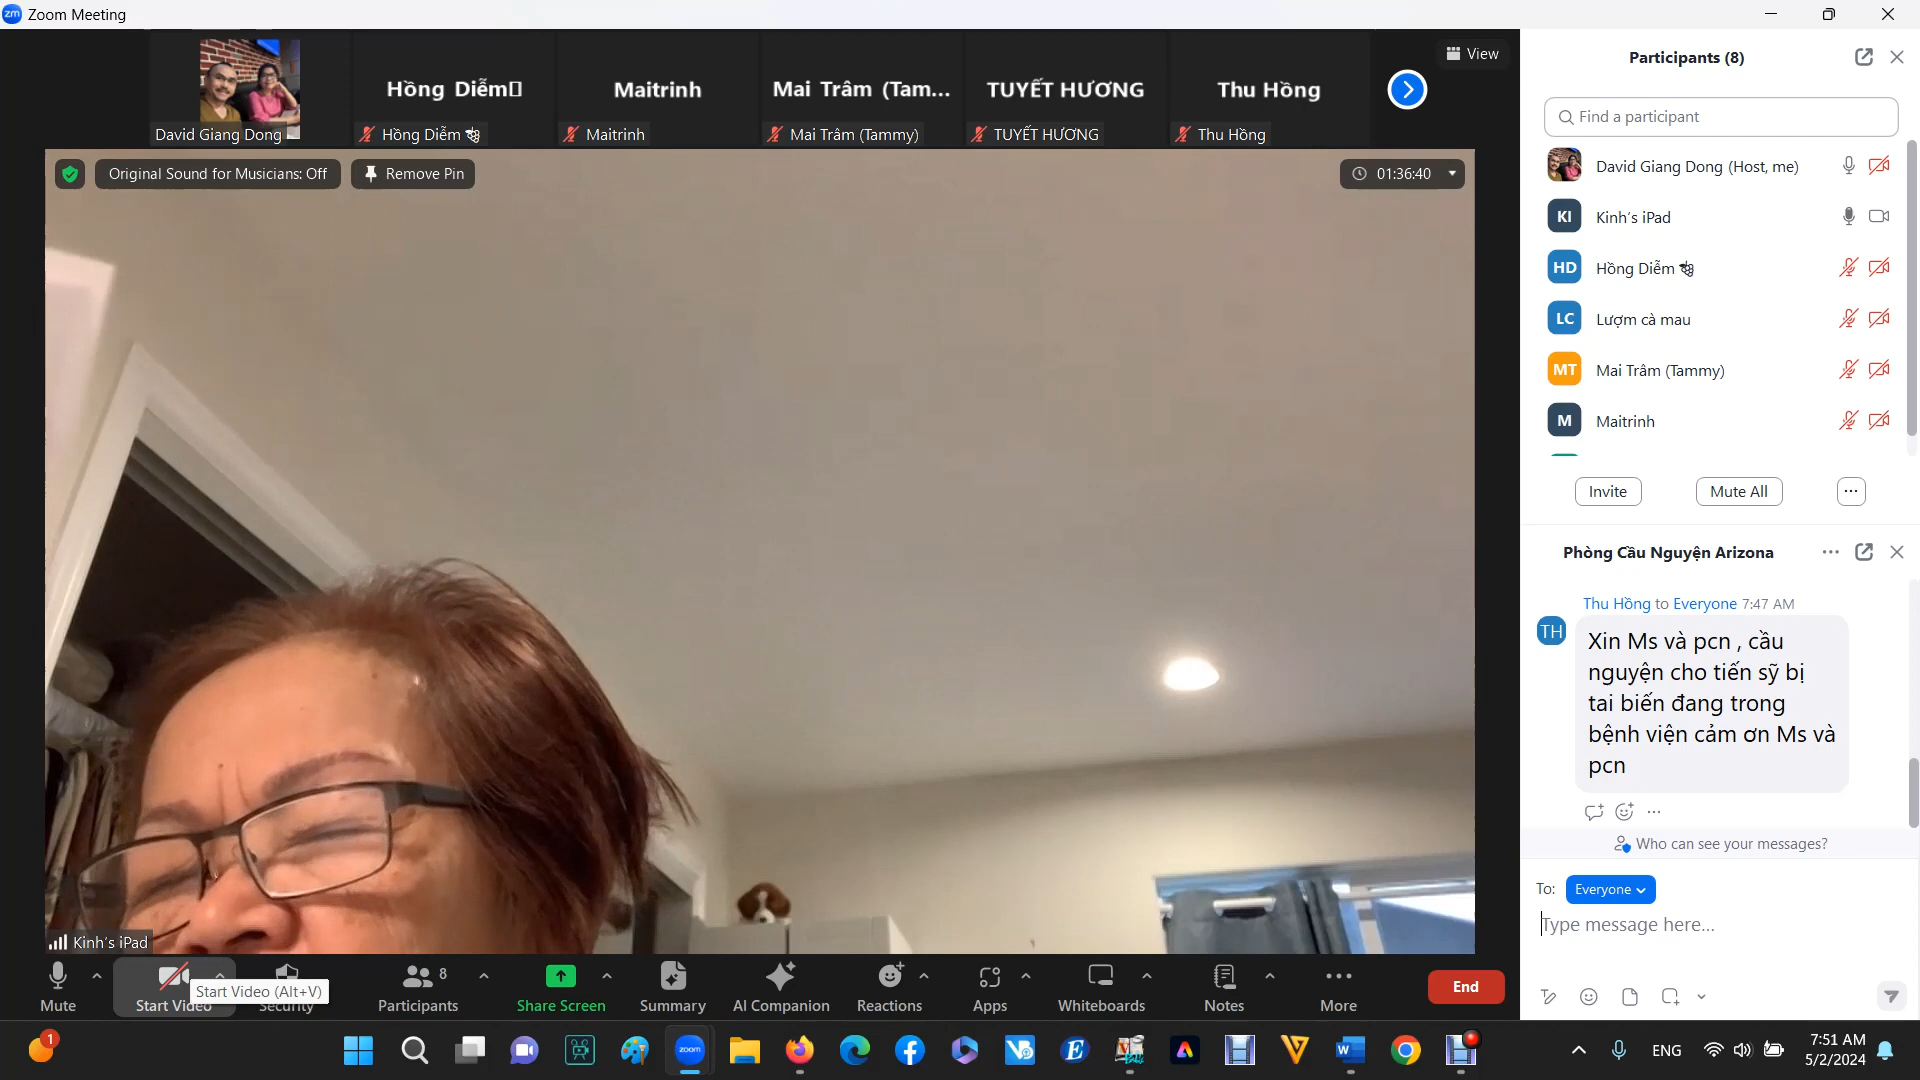 Zoom Meeting
David Giang Dong
Hồng Diễm
Hồng Diễm
Maitrinh
Maitrinh
Mai Trâm (Tam...
Mai Trâm (Tammy)
TUYẾT HƯƠNG
TUYẾT HƯƠNG
Thu Hồng
Thu Hồng
View
Original Sound for Musicians: Off
Remove Pin
01:36:40
Kinh's iPad
Mute
Start Video
Start Video (Alt+V)
Security
Participants
8
Share Screen
Summary
AI Companion
Reactions
Apps
Whiteboards
Notes
More
End
Participants (8)
Find a participant
David Giang Dong (Host, me)
KI Kinh's iPad
HD Hồng Diễm
LC Lượm cà mau
MT Mai Trâm (Tammy)
M Maitrinh
Invite
Mute All
Phòng Cầu Nguyện Arizona
Thu Hồng to Everyone 7:47 AM
TH
Xin Ms và pcn , cầu
nguyện cho tiến sỹ bị
tai biến đang trong
bệnh viện cảm ơn Ms và
pcn
Who can see your messages?
To: Everyone
Type message here...
1
zoom
ENG
7:51 AM
5/2/2024